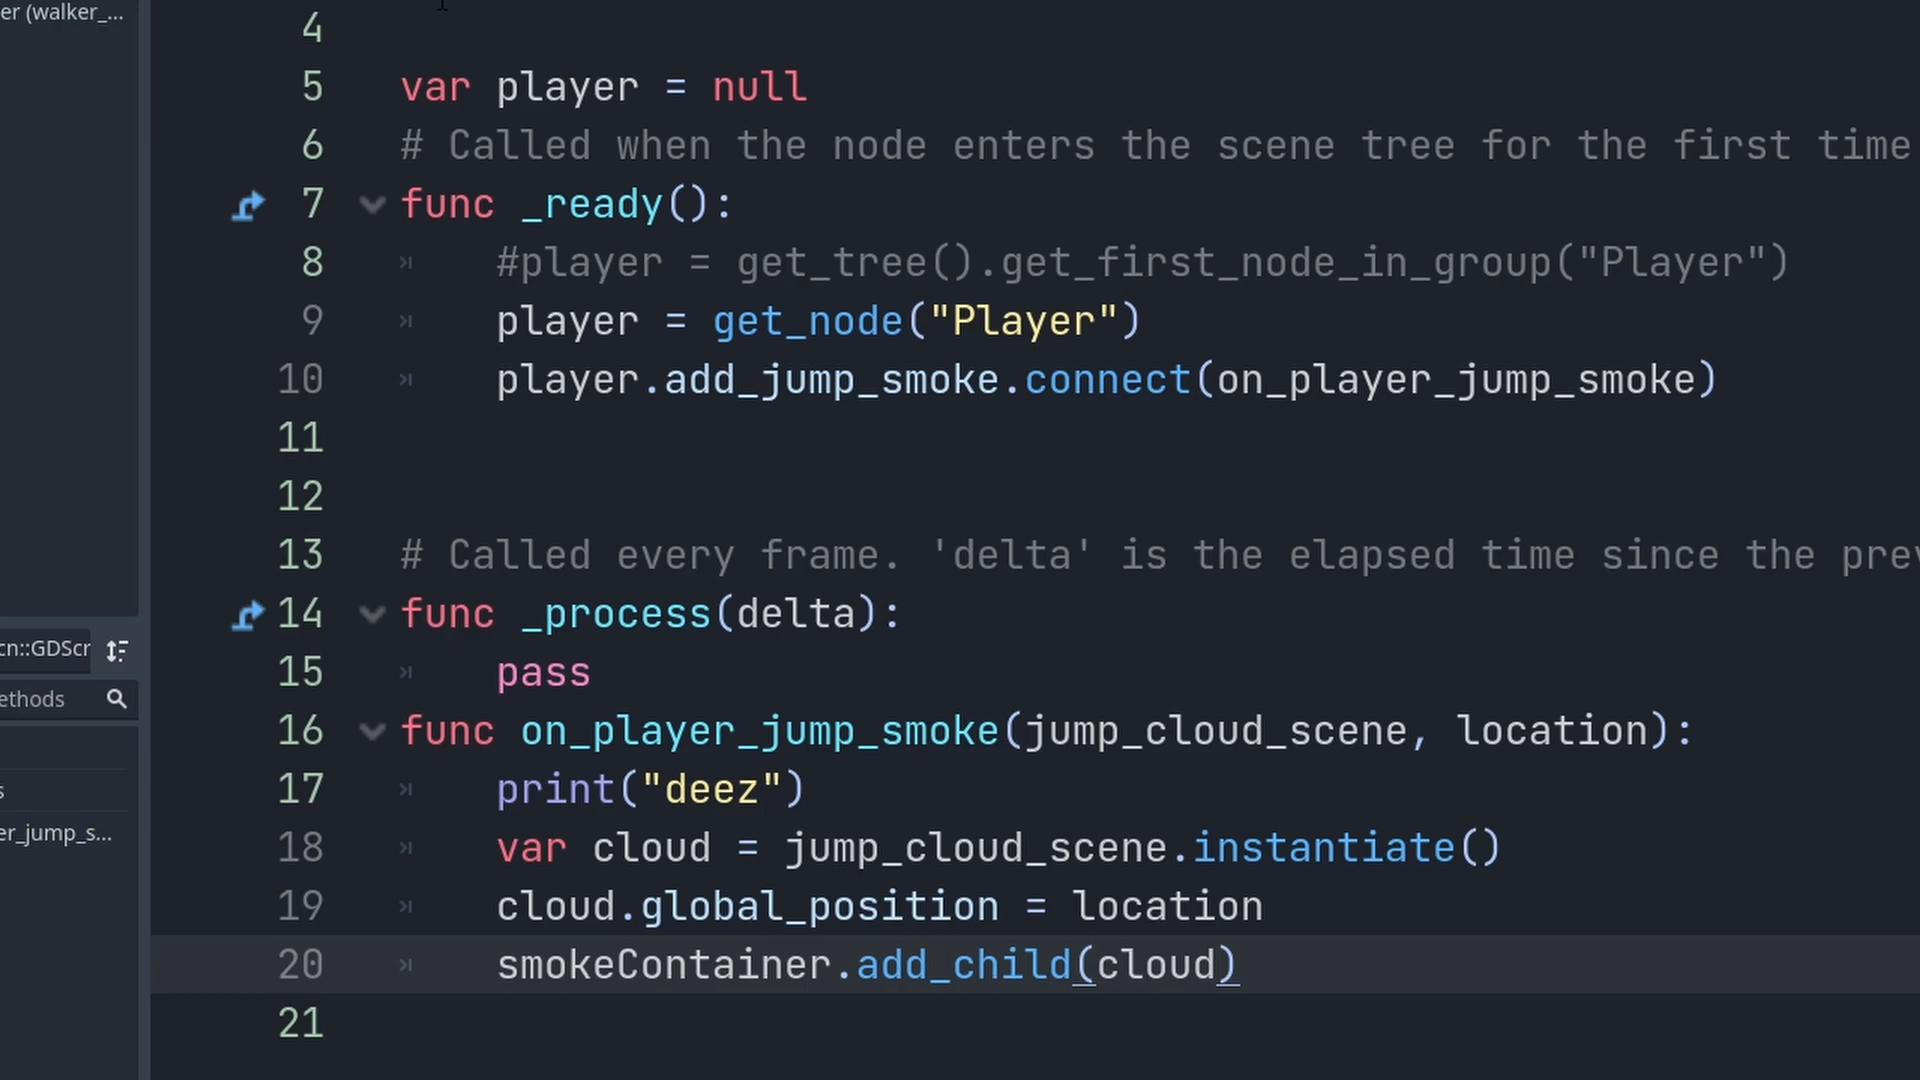 er (walker_...
4
5 var player = null
6 # Called when the node enters the scene tree for the first time
7 func _ready():
8 #player = get_tree().get_first_node_in_group("Player")
9 player = get_node("Player")
10 player.add_jump_smoke.connect(on_player_jump_smoke)
11
12
13 # Called every frame. 'delta' is the elapsed time since the prev
14 func _process(delta):
cn::GDScr
15 pass
ethods
16 func on_player_jump_smoke(jump_cloud_scene, location):
17 print("deez")
s
er_jump_s...
18 var cloud = jump_cloud_scene.instantiate()
19 cloud.global_position = location
20 smokeContainer.add_child(cloud)
21